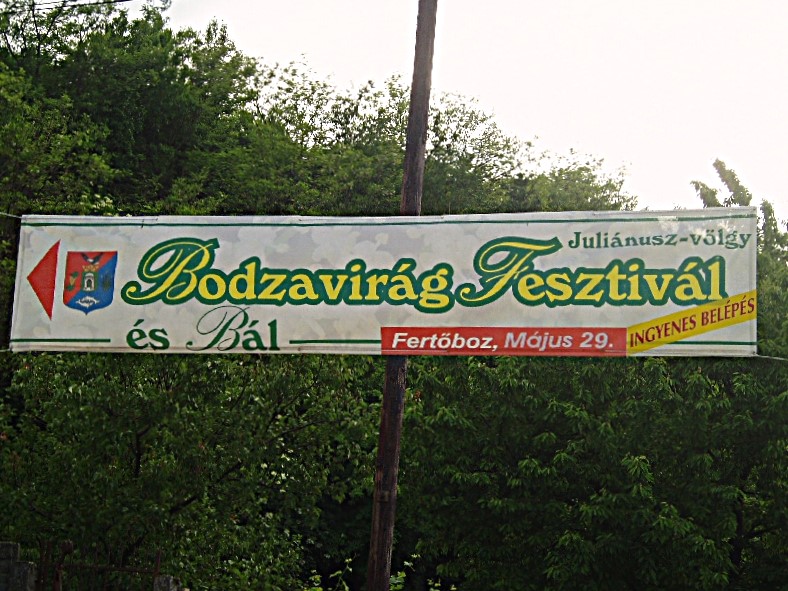 Juliánusz-völgy
Bodzavirág Fesztivál
és Bál
Fertőboz, Május 29.
INGYENES BELÉPÉS